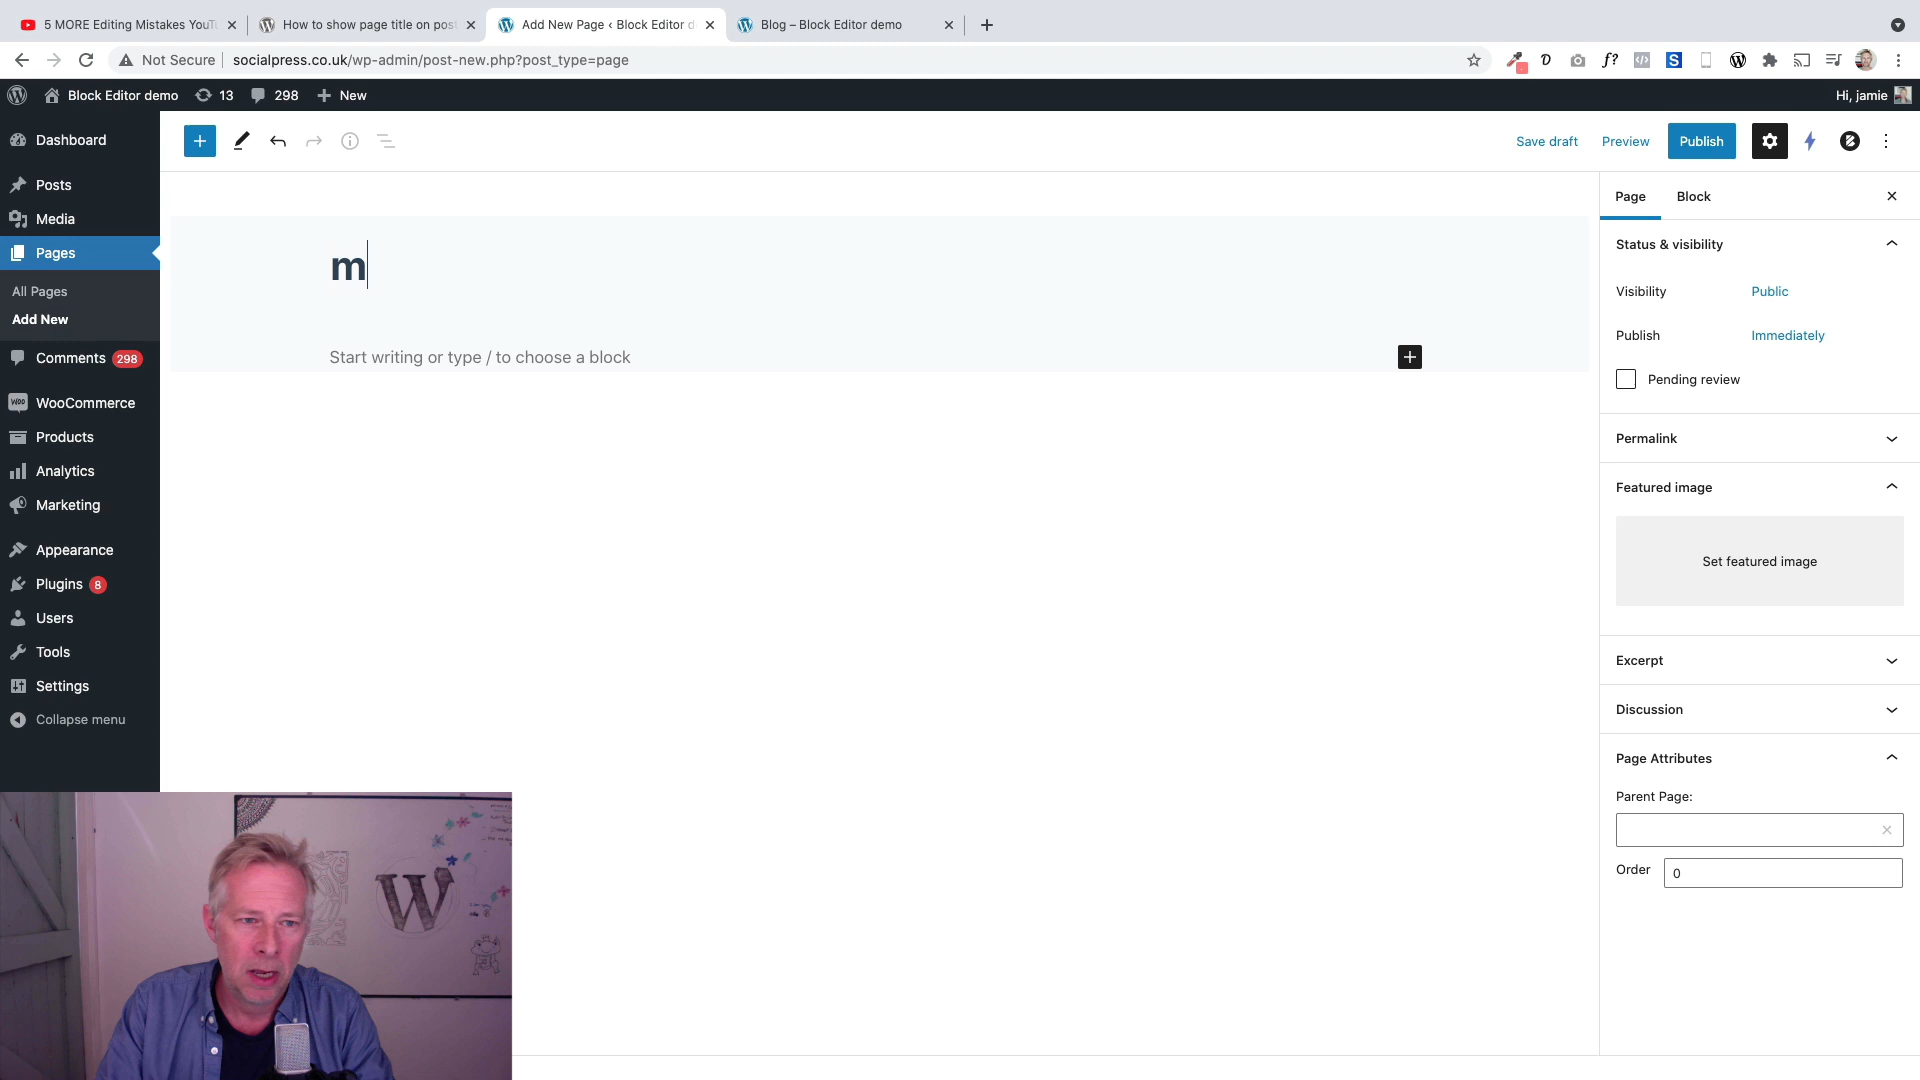 5 MORE Editing Mistakes YouTu
How to show page title on post
Add New Page ‹ Block Editor d
Blog – Block Editor demo
Not Secure
socialpress.co.uk/wp-admin/post-new.php?post_type=page
Block Editor demo
13
298
New
Hi, jamie
Dashboard
Posts
Media
Pages
All Pages
Add New
Comments 298
WooCommerce
Products
Analytics
Marketing
Appearance
Plugins 8
Users
Tools
Settings
Collapse menu
Save draft
Preview
Publish
m
Start writing or type / to choose a block
Page
Block
Status & visibility
Visibility
Public
Publish
Immediately
Pending review
Permalink
Featured image
Set featured image
Excerpt
Discussion
Page Attributes
Parent Page:
Order
0
W